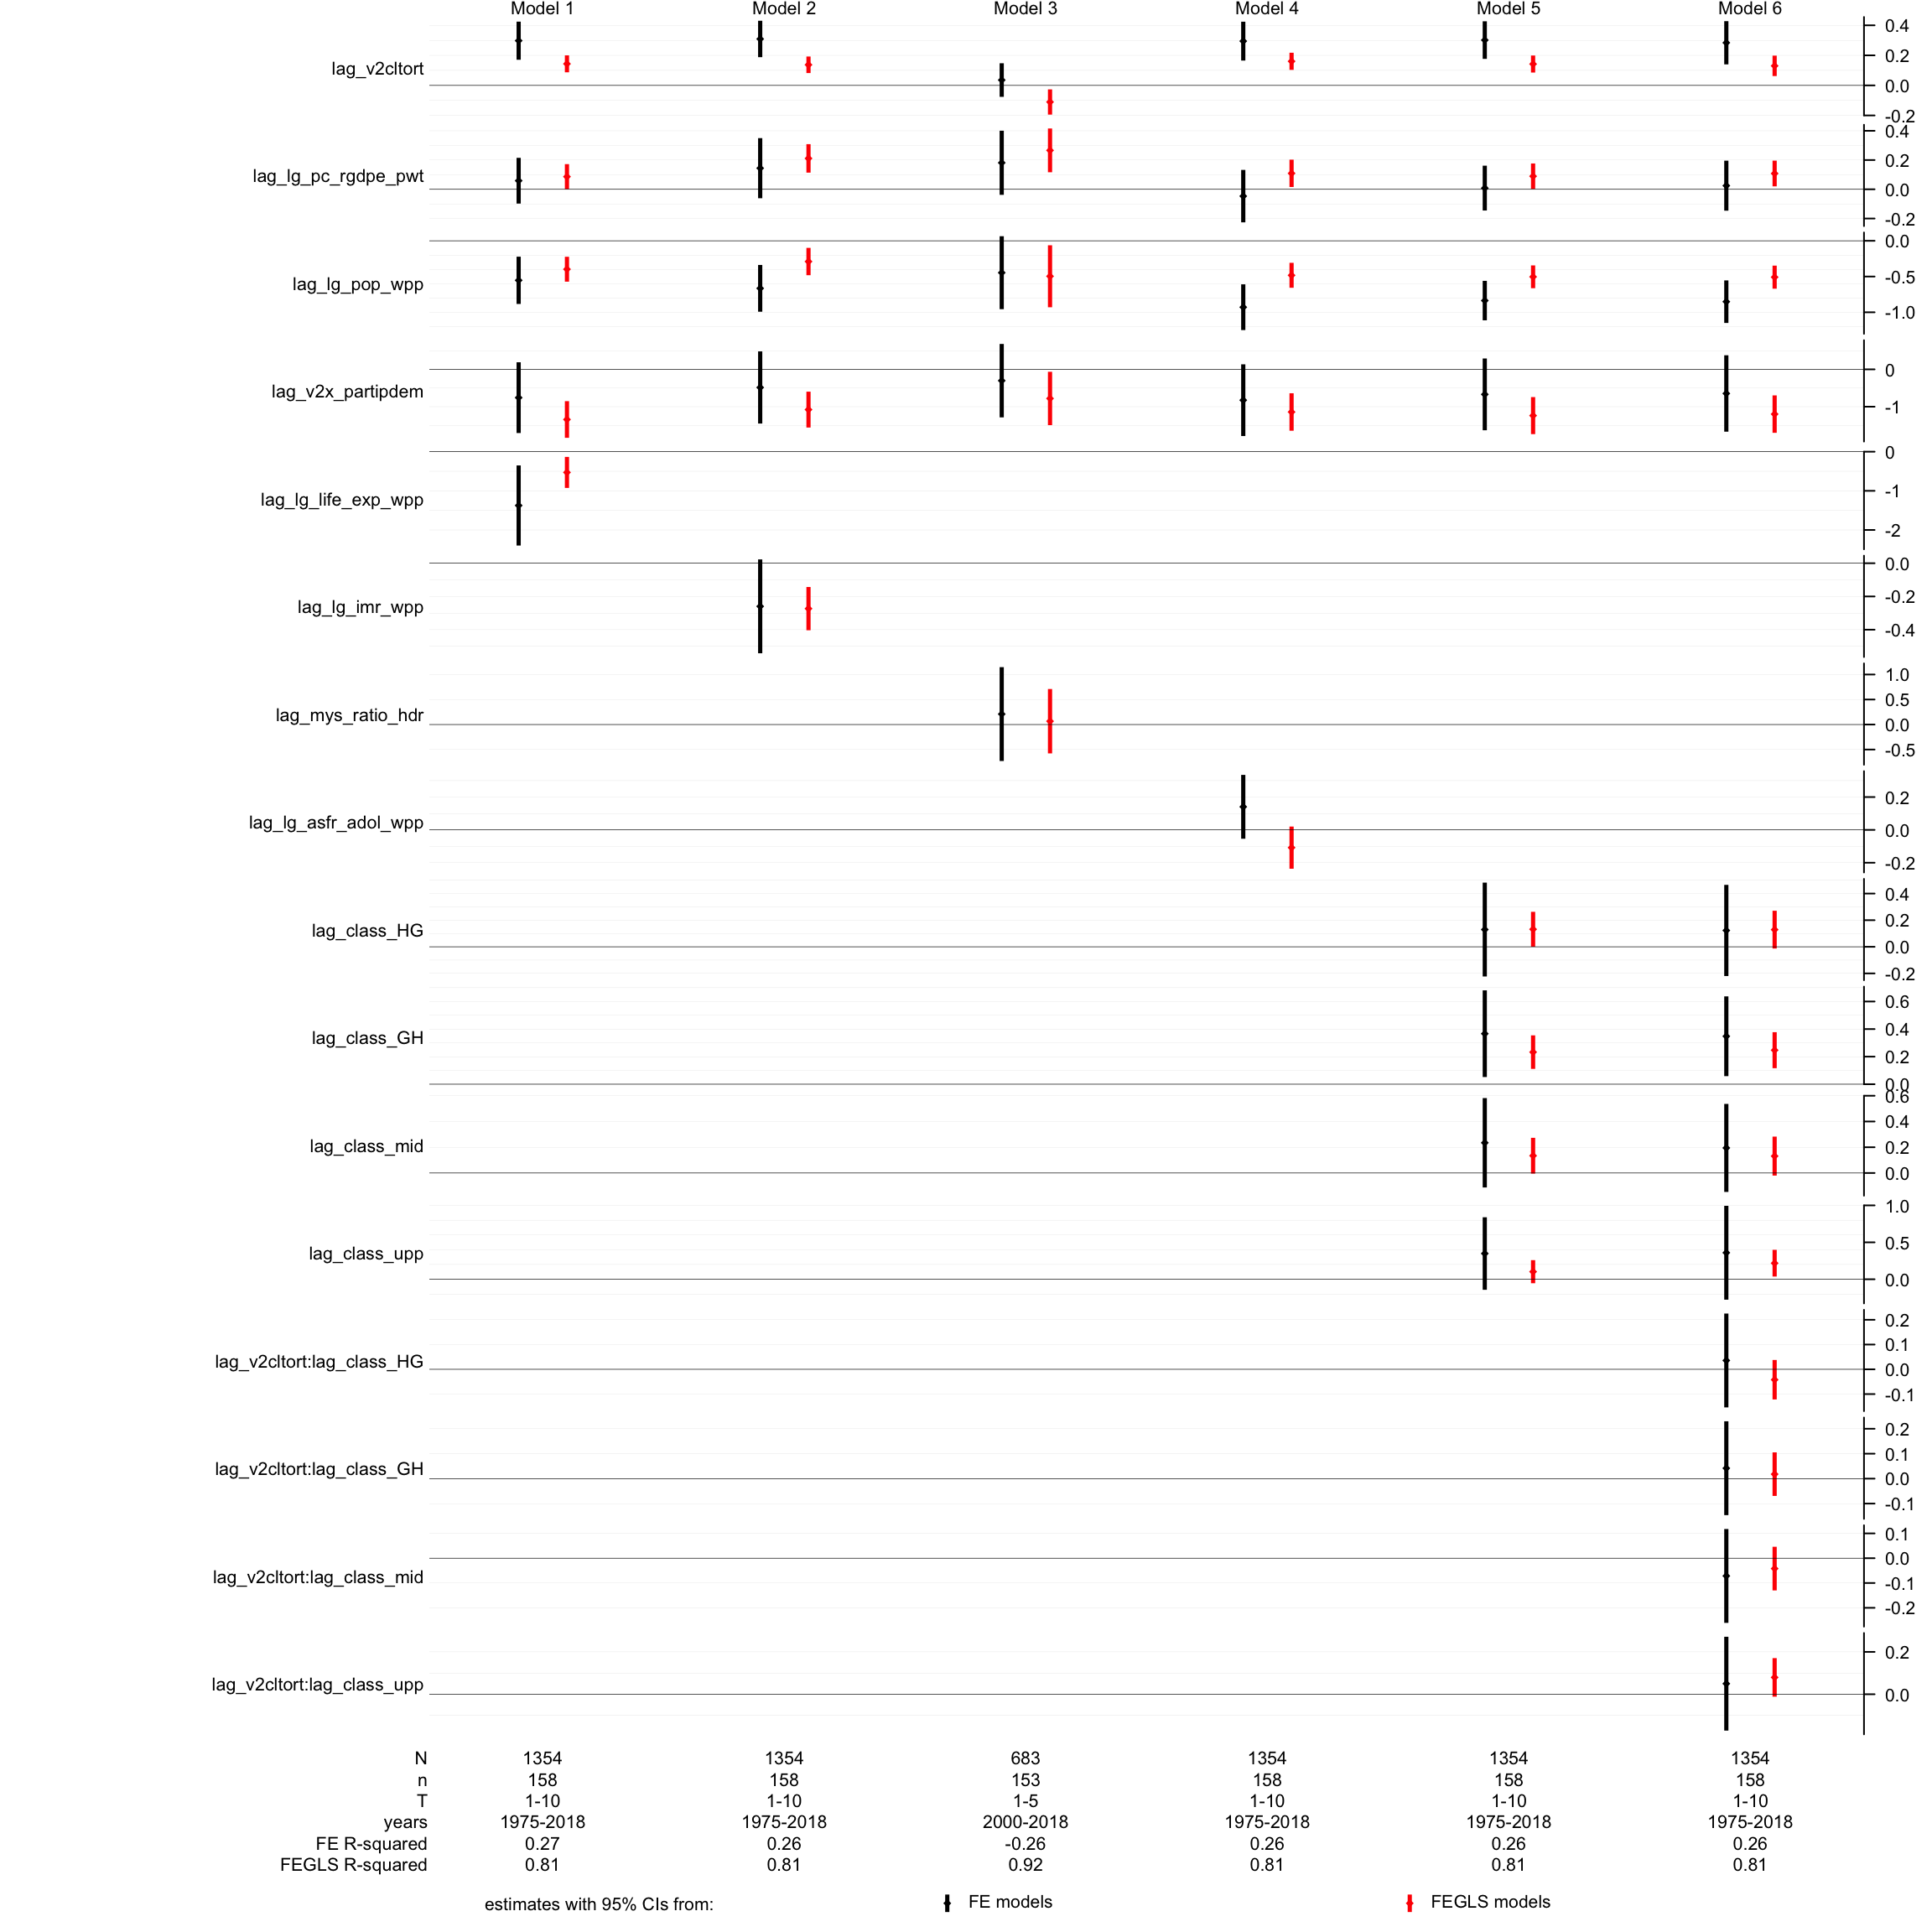 Model 1 Model 2 Model 3 Model 4 Model 5 Model 6
lag_v2cltort
0.4
0.2
0.0
-0.2
lag_lg_pc_rgdpe_pwt
0.4
0.2
0.0
-0.2
lag_lg_pop_wpp
0.0
-0.5
-1.0
lag_v2x_partipdem
0
-1
lag_lg_life_exp_wpp
0
-1
-2
lag_lg_imr_wpp
0.0
-0.2
-0.4
lag_mys_ratio_hdr
1.0
0.5
0.0
-0.5
lag_lg_asfr_adol_wpp
0.2
0.0
-0.2
lag_class_HG
0.4
0.2
0.0
-0.2
lag_class_GH
0.6
0.4
0.2
0.0
lag_class_mid
0.6
0.4
0.2
0.0
lag_class_upp
1.0
0.5
0.0
lag_v2cltort:lag_class_HG
0.2
0.1
0.0
-0.1
lag_v2cltort:lag_class_GH
0.2
0.1
0.0
-0.1
lag_v2cltort:lag_class_mid
0.1
0.0
-0.1
-0.2
lag_v2cltort:lag_class_upp
0.2
0.0
N 1354 1354 683 1354 1354 1354
n 158 158 153 158 158 158
T 1-10 1-10 1-5 1-10 1-10 1-10
years 1975-2018 1975-2018 2000-2018 1975-2018 1975-2018 1975-2018
FE R-squared 0.27 0.26 -0.26 0.26 0.26 0.26
FEGLS R-squared 0.81 0.81 0.92 0.81 0.81 0.81
estimates with 95% CIs from: FE models FEGLS models